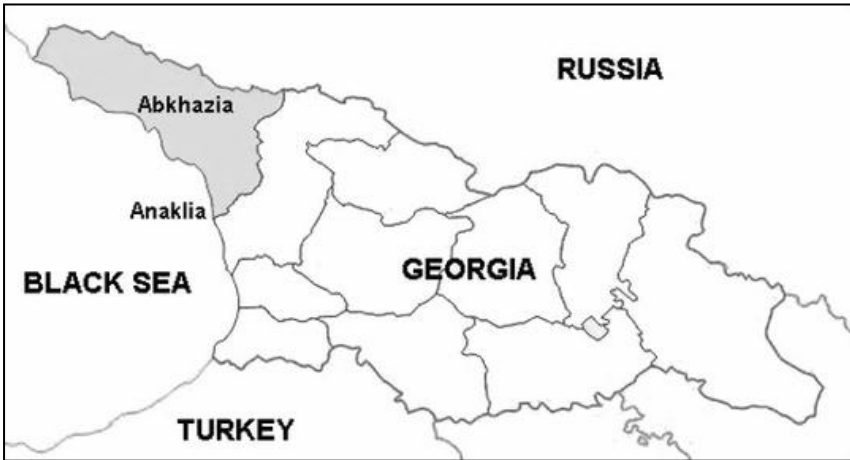 RUSSIA
Abkhazia
Anaklia
GEORGIA
BLACK SEA
TURKEY